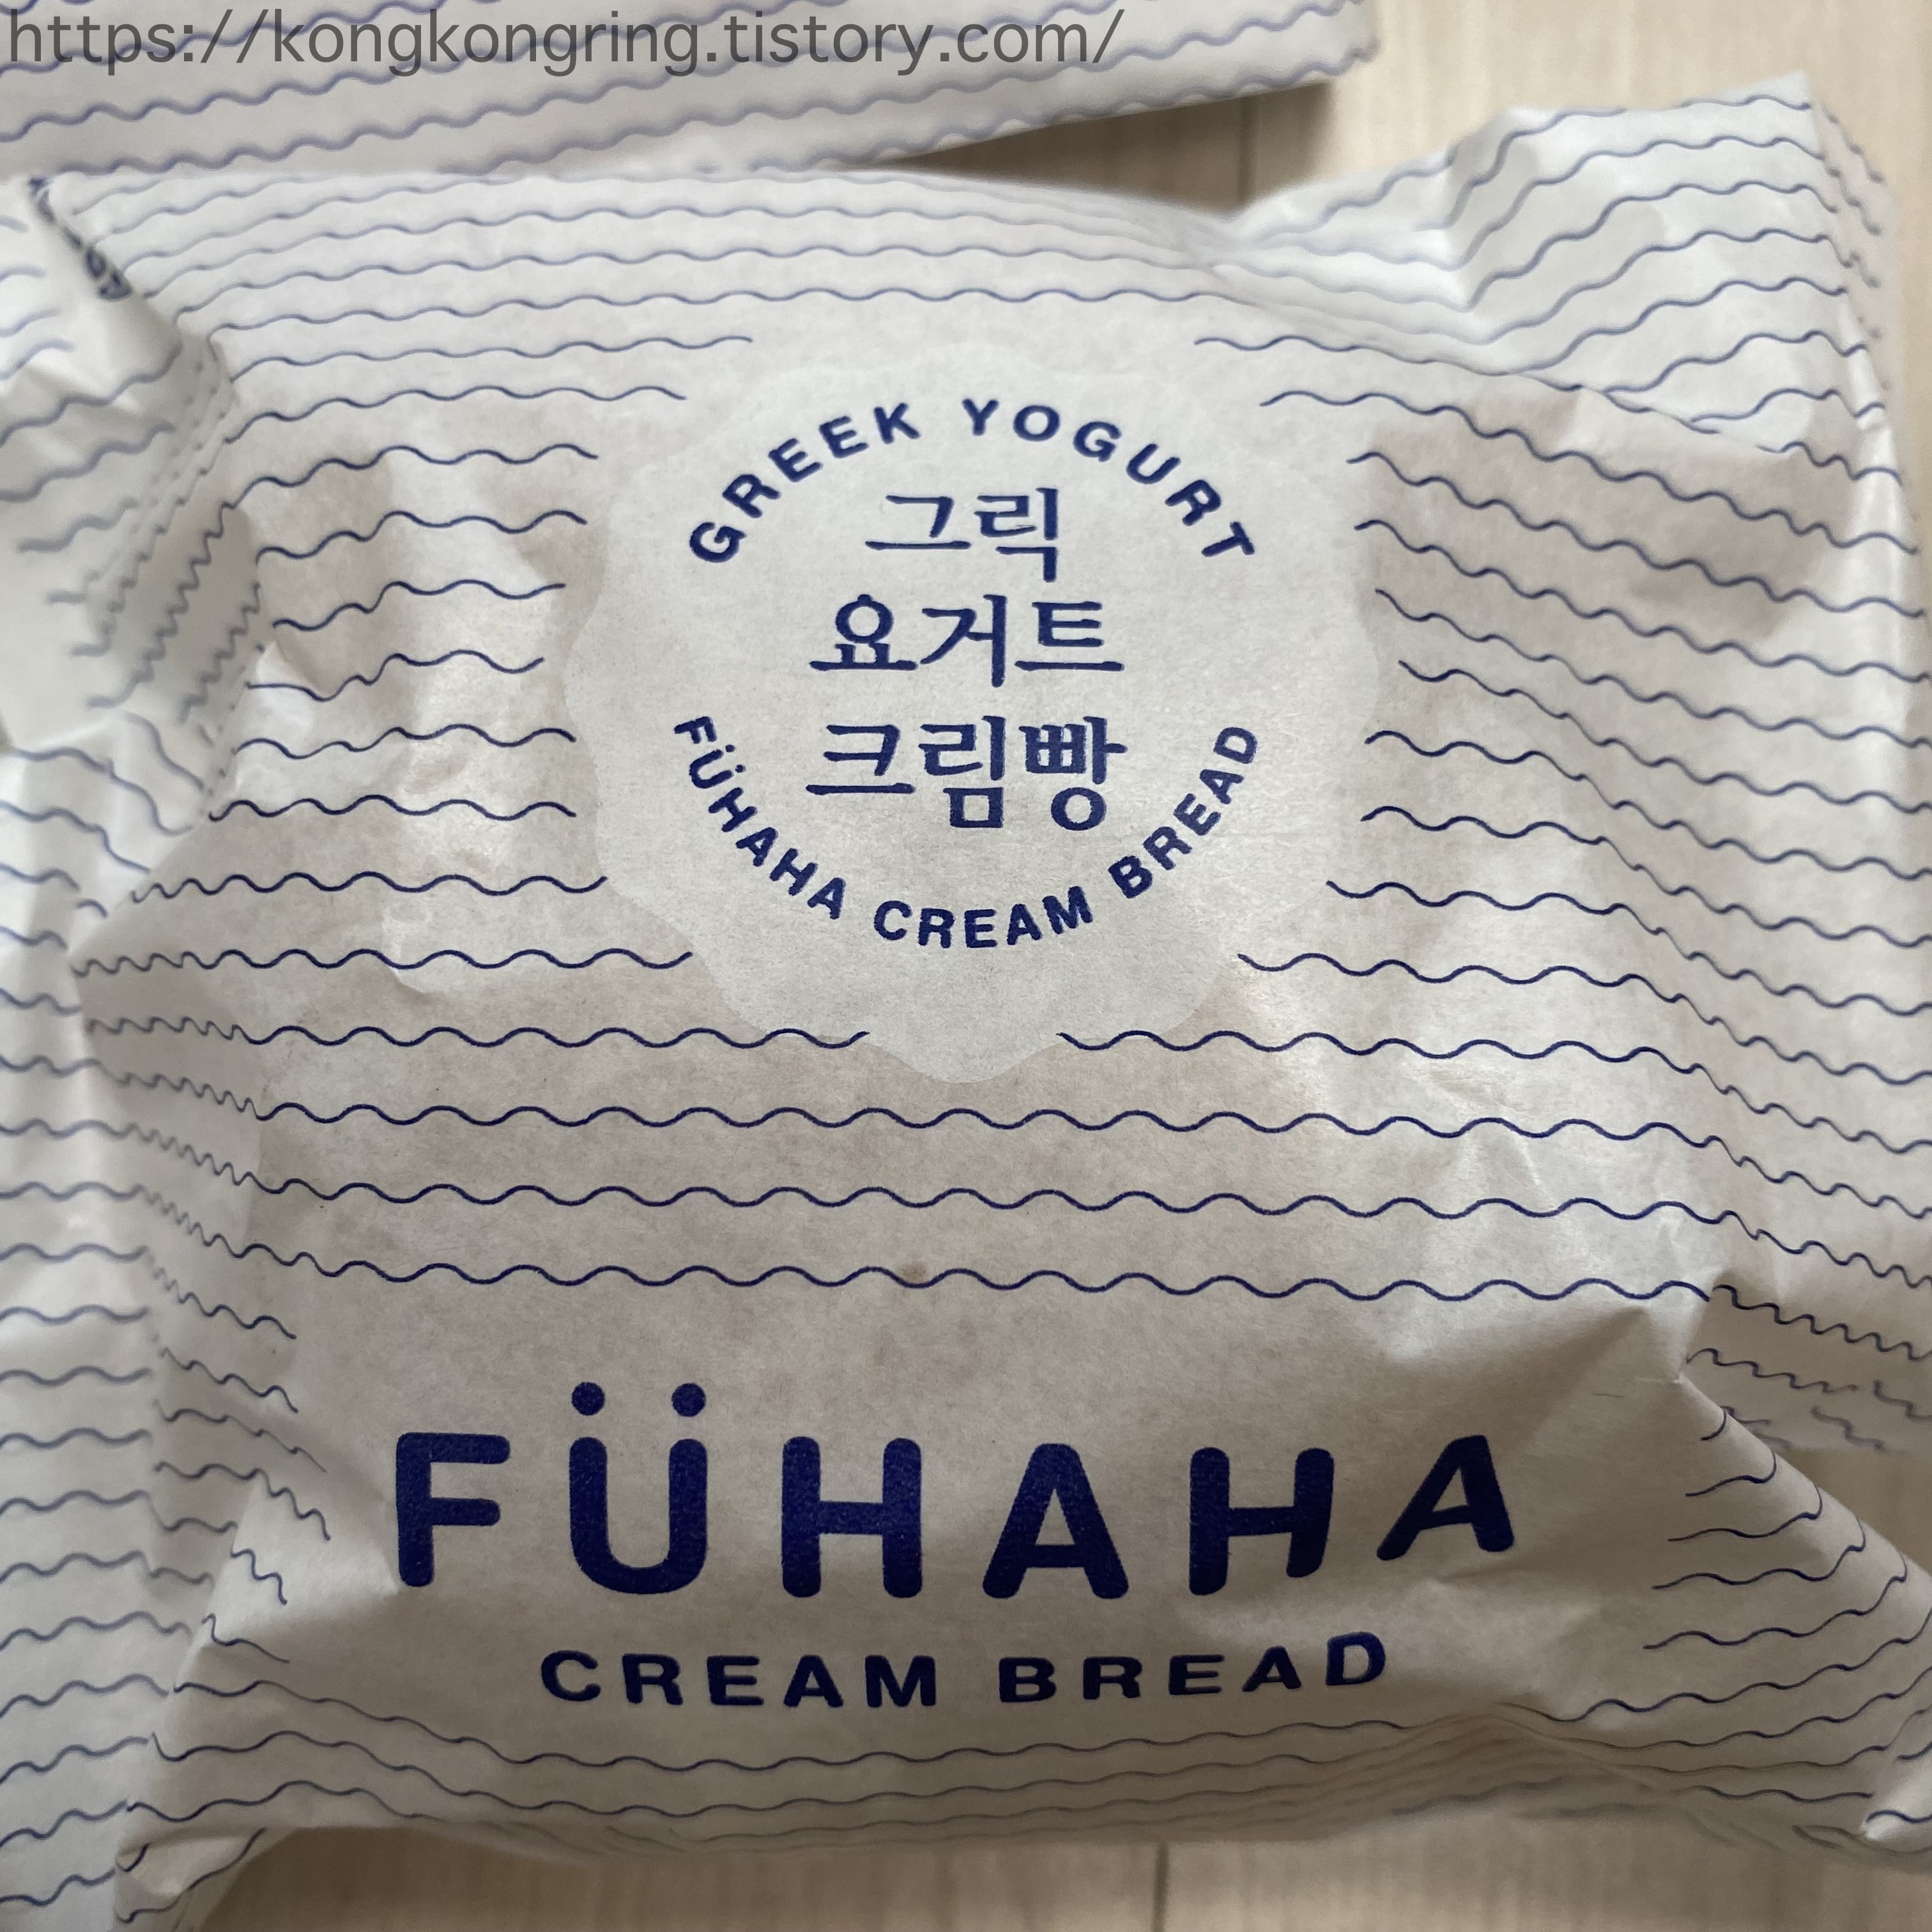 https://kongkongring.tistory.com/
GREEK YOGURT
그릭
요거트
크림빵
FÜHAHA CREAM BREAD
FÜHAHA
CREAM BREAD